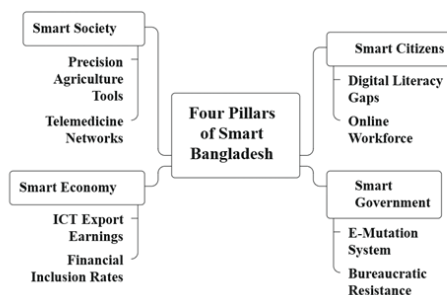 Smart Society
Precision
Agriculture
Tools
Telemedicine
Networks
Smart Economy
ICT Export
Earnings
Financial
Inclusion Rates
Four Pillars
of Smart
Bangladesh
Smart Citizens
Digital Literacy
Gaps
Online
Workforce
Smart
Government
E-Mutation
System
Bureaucratic
Resistance